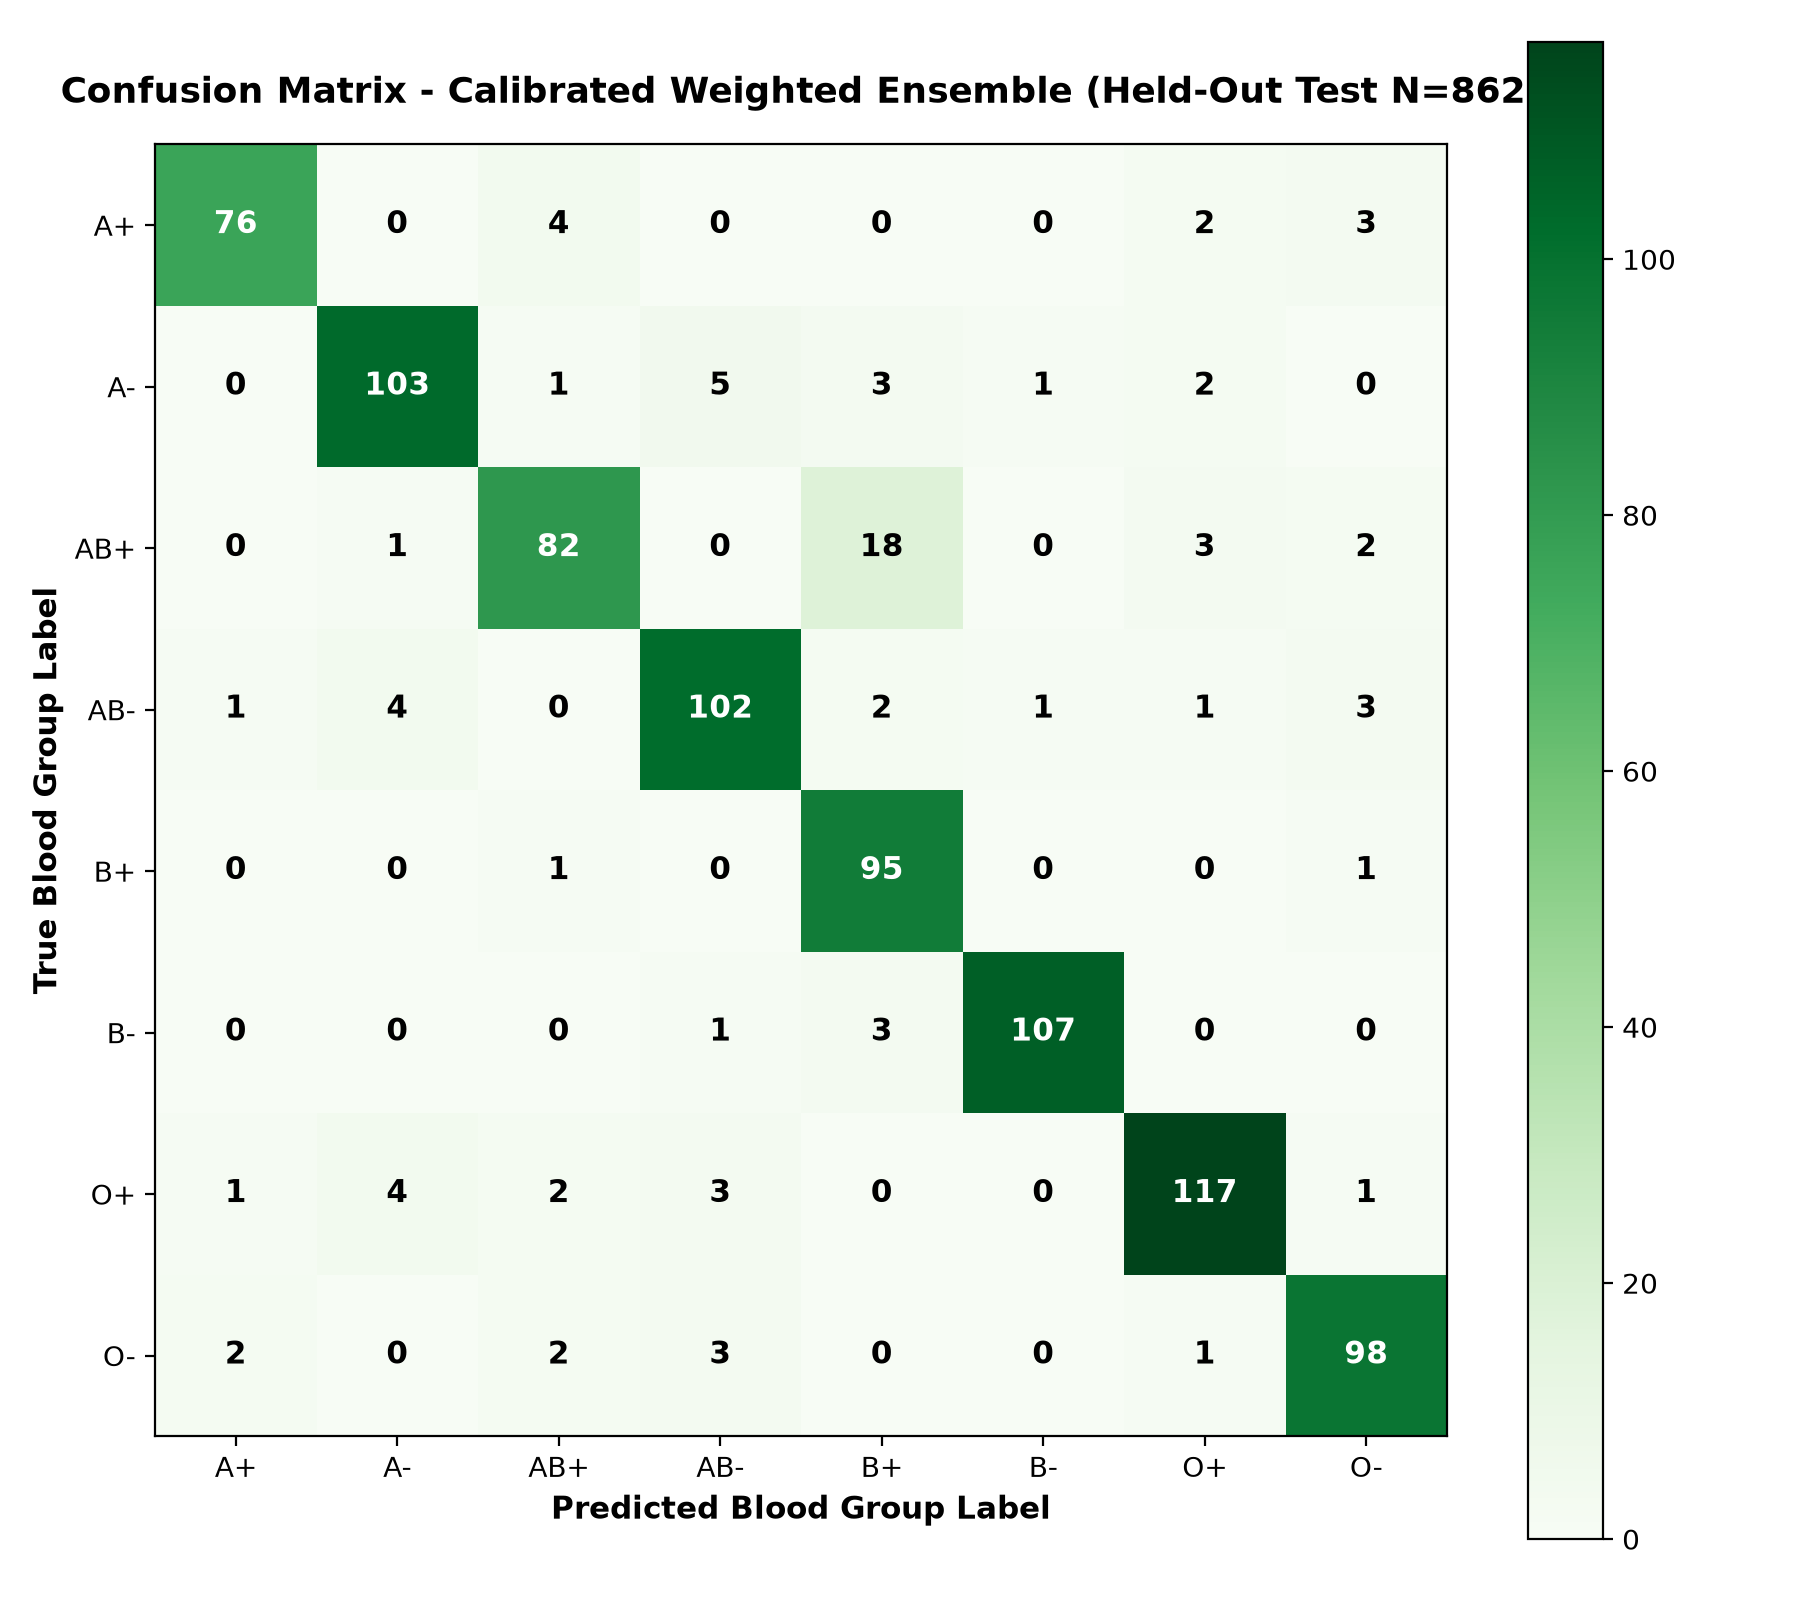 Confusion Matrix - Calibrated Weighted Ensemble (Held-Out Test N=862
A+ 76 0 4 0 0 0 2 3
A- 0 103 1 5 3 1 2 0
AB+ 0 1 82 0 18 0 3 2
AB- 1 4 0 102 2 1 1 3
B+ 0 0 1 0 95 0 0 1
B- 0 0 0 1 3 107 0 0
O+ 1 4 2 3 0 0 117 1
O- 2 0 2 3 0 0 1 98
A+ A- AB+ AB- B+ B- O+ O-
Predicted Blood Group Label
True Blood Group Label
100
80
60
40
20
0